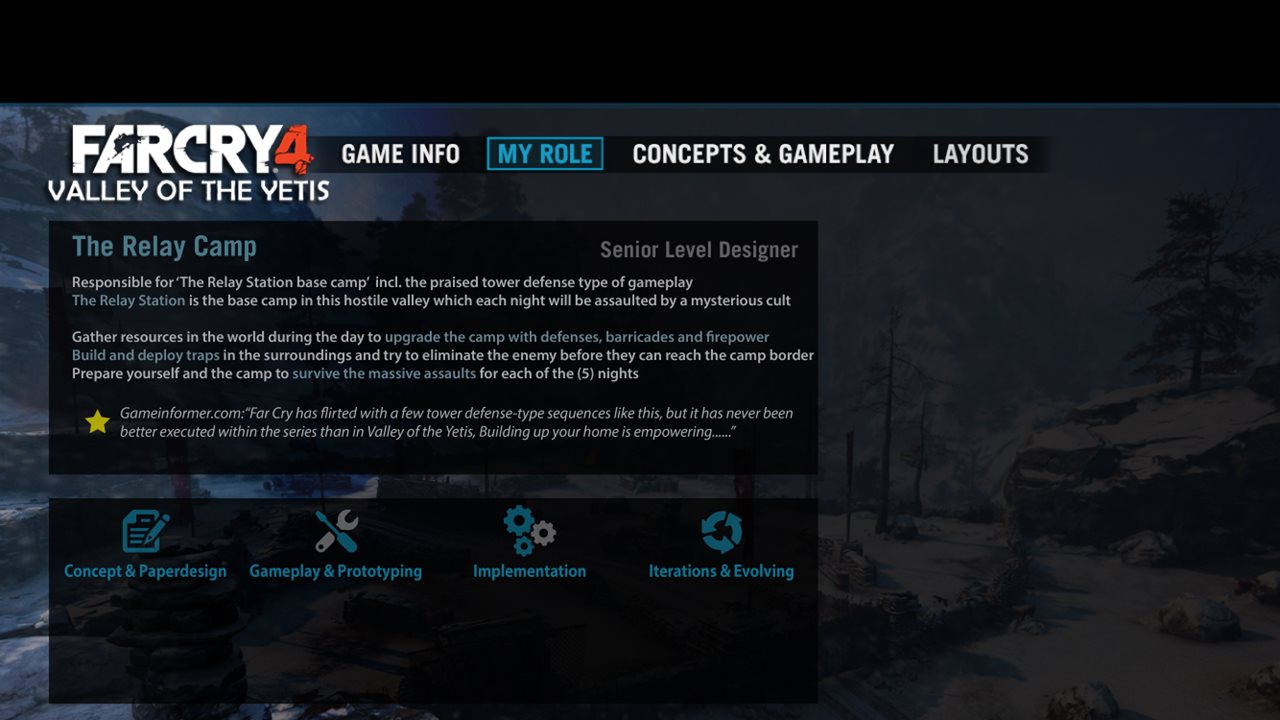 FARCRY4
VALLEY OF THE YETIS
GAME INFO
MY ROLE
CONCEPTS & GAMEPLAY
LAYOUTS
The Relay Camp
Senior Level Designer
Responsible for 'The Relay Station base camp' incl. the praised tower defense type of gameplay
The Relay Station is the base camp in this hostile valley which each night will be assaulted by a mysterious cult
Gather resources in the world during the day to upgrade the camp with defenses, barricades and firepower
Build and deploy traps in the surroundings and try to eliminate the enemy before they can reach the camp border
Prepare yourself and the camp to survive the massive assaults for each of the (5) nights
Gameinformer.com:“Far Cry has flirted with a few tower defense-type sequences like this, but it has never been
better executed within the series than in Valley of the Yetis, Building up your home is empowering......”
Concept & Paperdesign
Gameplay & Prototyping
Implementation
Iterations & Evolving